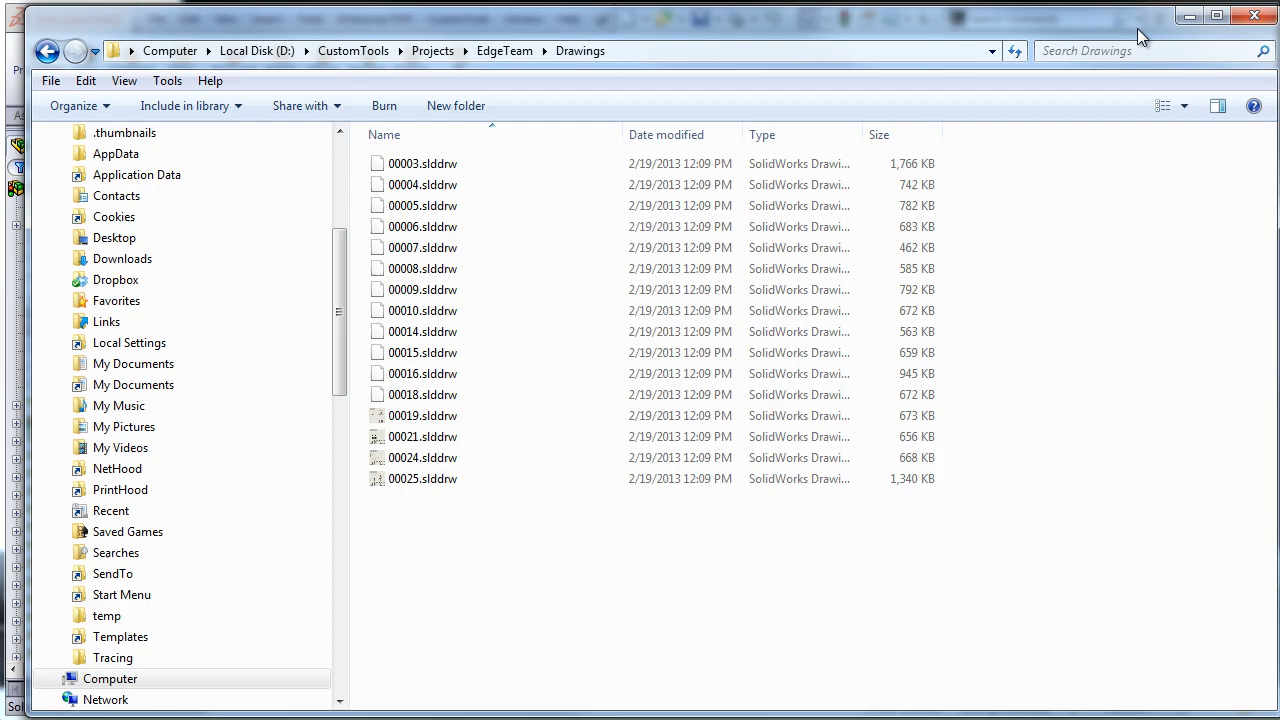 Computer Local Disk (D:) CustomTools Projects EdgeTeam Drawings Search Drawings
Pr
File Edit View Tools Help
Organize Include in library Share with Burn New folder
As
.thumbnails
AppData
Application Data
Contacts
Cookies
Desktop
Downloads
Dropbox
Favorites
Links
Local Settings
My Documents
My Documents
My Music
My Pictures
My Videos
NetHood
PrintHood
Recent
Saved Games
Searches
SendTo
Start Menu
temp
Templates
Tracing
Computer
Network
Sol
Name Date modified Type Size
00003.slddrw 2/19/2013 12:09 PM SolidWorks Drawi... 1,766 KB
00004.slddrw 2/19/2013 12:09 PM SolidWorks Drawi... 742 KB
00005.slddrw 2/19/2013 12:09 PM SolidWorks Drawi... 782 KB
00006.slddrw 2/19/2013 12:09 PM SolidWorks Drawi... 683 KB
00007.slddrw 2/19/2013 12:09 PM SolidWorks Drawi... 462 KB
00008.slddrw 2/19/2013 12:09 PM SolidWorks Drawi... 585 KB
00009.slddrw 2/19/2013 12:09 PM SolidWorks Drawi... 792 KB
00010.slddrw 2/19/2013 12:09 PM SolidWorks Drawi... 672 KB
00014.slddrw 2/19/2013 12:09 PM SolidWorks Drawi... 563 KB
00015.slddrw 2/19/2013 12:09 PM SolidWorks Drawi... 659 KB
00016.slddrw 2/19/2013 12:09 PM SolidWorks Drawi... 945 KB
00018.slddrw 2/19/2013 12:09 PM SolidWorks Drawi... 672 KB
00019.slddrw 2/19/2013 12:09 PM SolidWorks Drawi... 673 KB
00021.slddrw 2/19/2013 12:09 PM SolidWorks Drawi... 656 KB
00024.slddrw 2/19/2013 12:09 PM SolidWorks Drawi... 668 KB
00025.slddrw 2/19/2013 12:09 PM SolidWorks Drawi... 1,340 KB